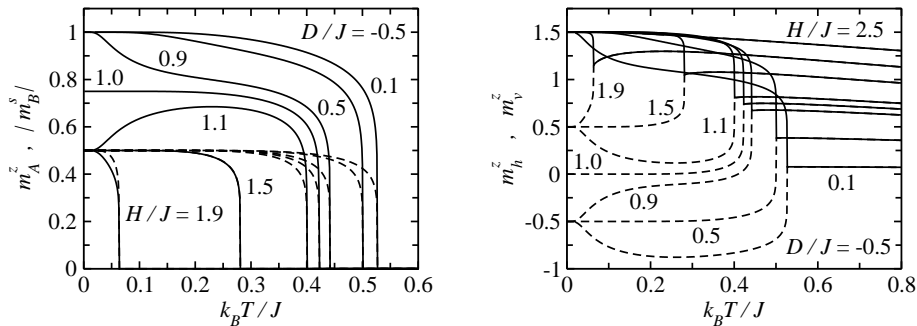 D / J = -0.5
1.0
0.9
0.1
0.5
1.1
1.5
H / J = 1.9
m_A^z , | m_B^s |
1
0.8
0.6
0.4
0.2
0
0 0.1 0.2 0.3 0.4 0.5 0.6
k_B T / J
H / J = 2.5
1.9
1.5
1.1
1.0
0.9
0.5
0.1
D / J = -0.5
m_h^z , m_v^z
1.5
1
0.5
0
-0.5
-1
0 0.2 0.4 0.6 0.8
k_B T / J